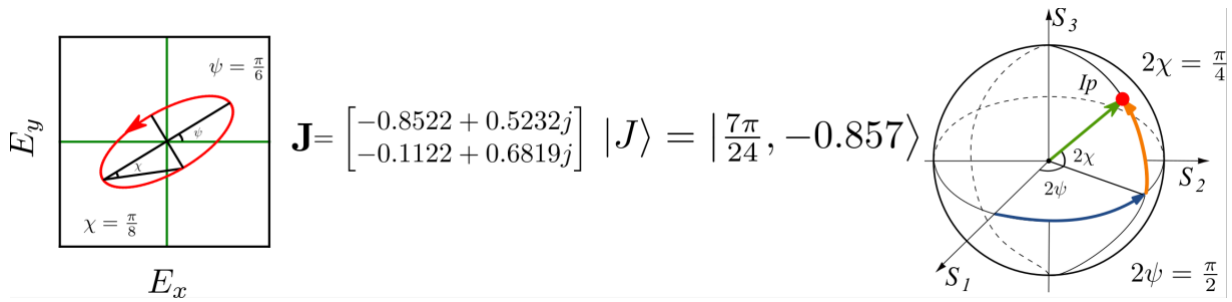 ψ = π/6
ψ
χ
χ = π/8
E_y
E_x
J = [−0.8522 + 0.5232j
−0.1122 + 0.6819j]
|J⟩ = |7π/24, −0.857⟩
S_3
2χ = π/4
Ip
2χ
S_2
2ψ
S_1
2ψ = π/2